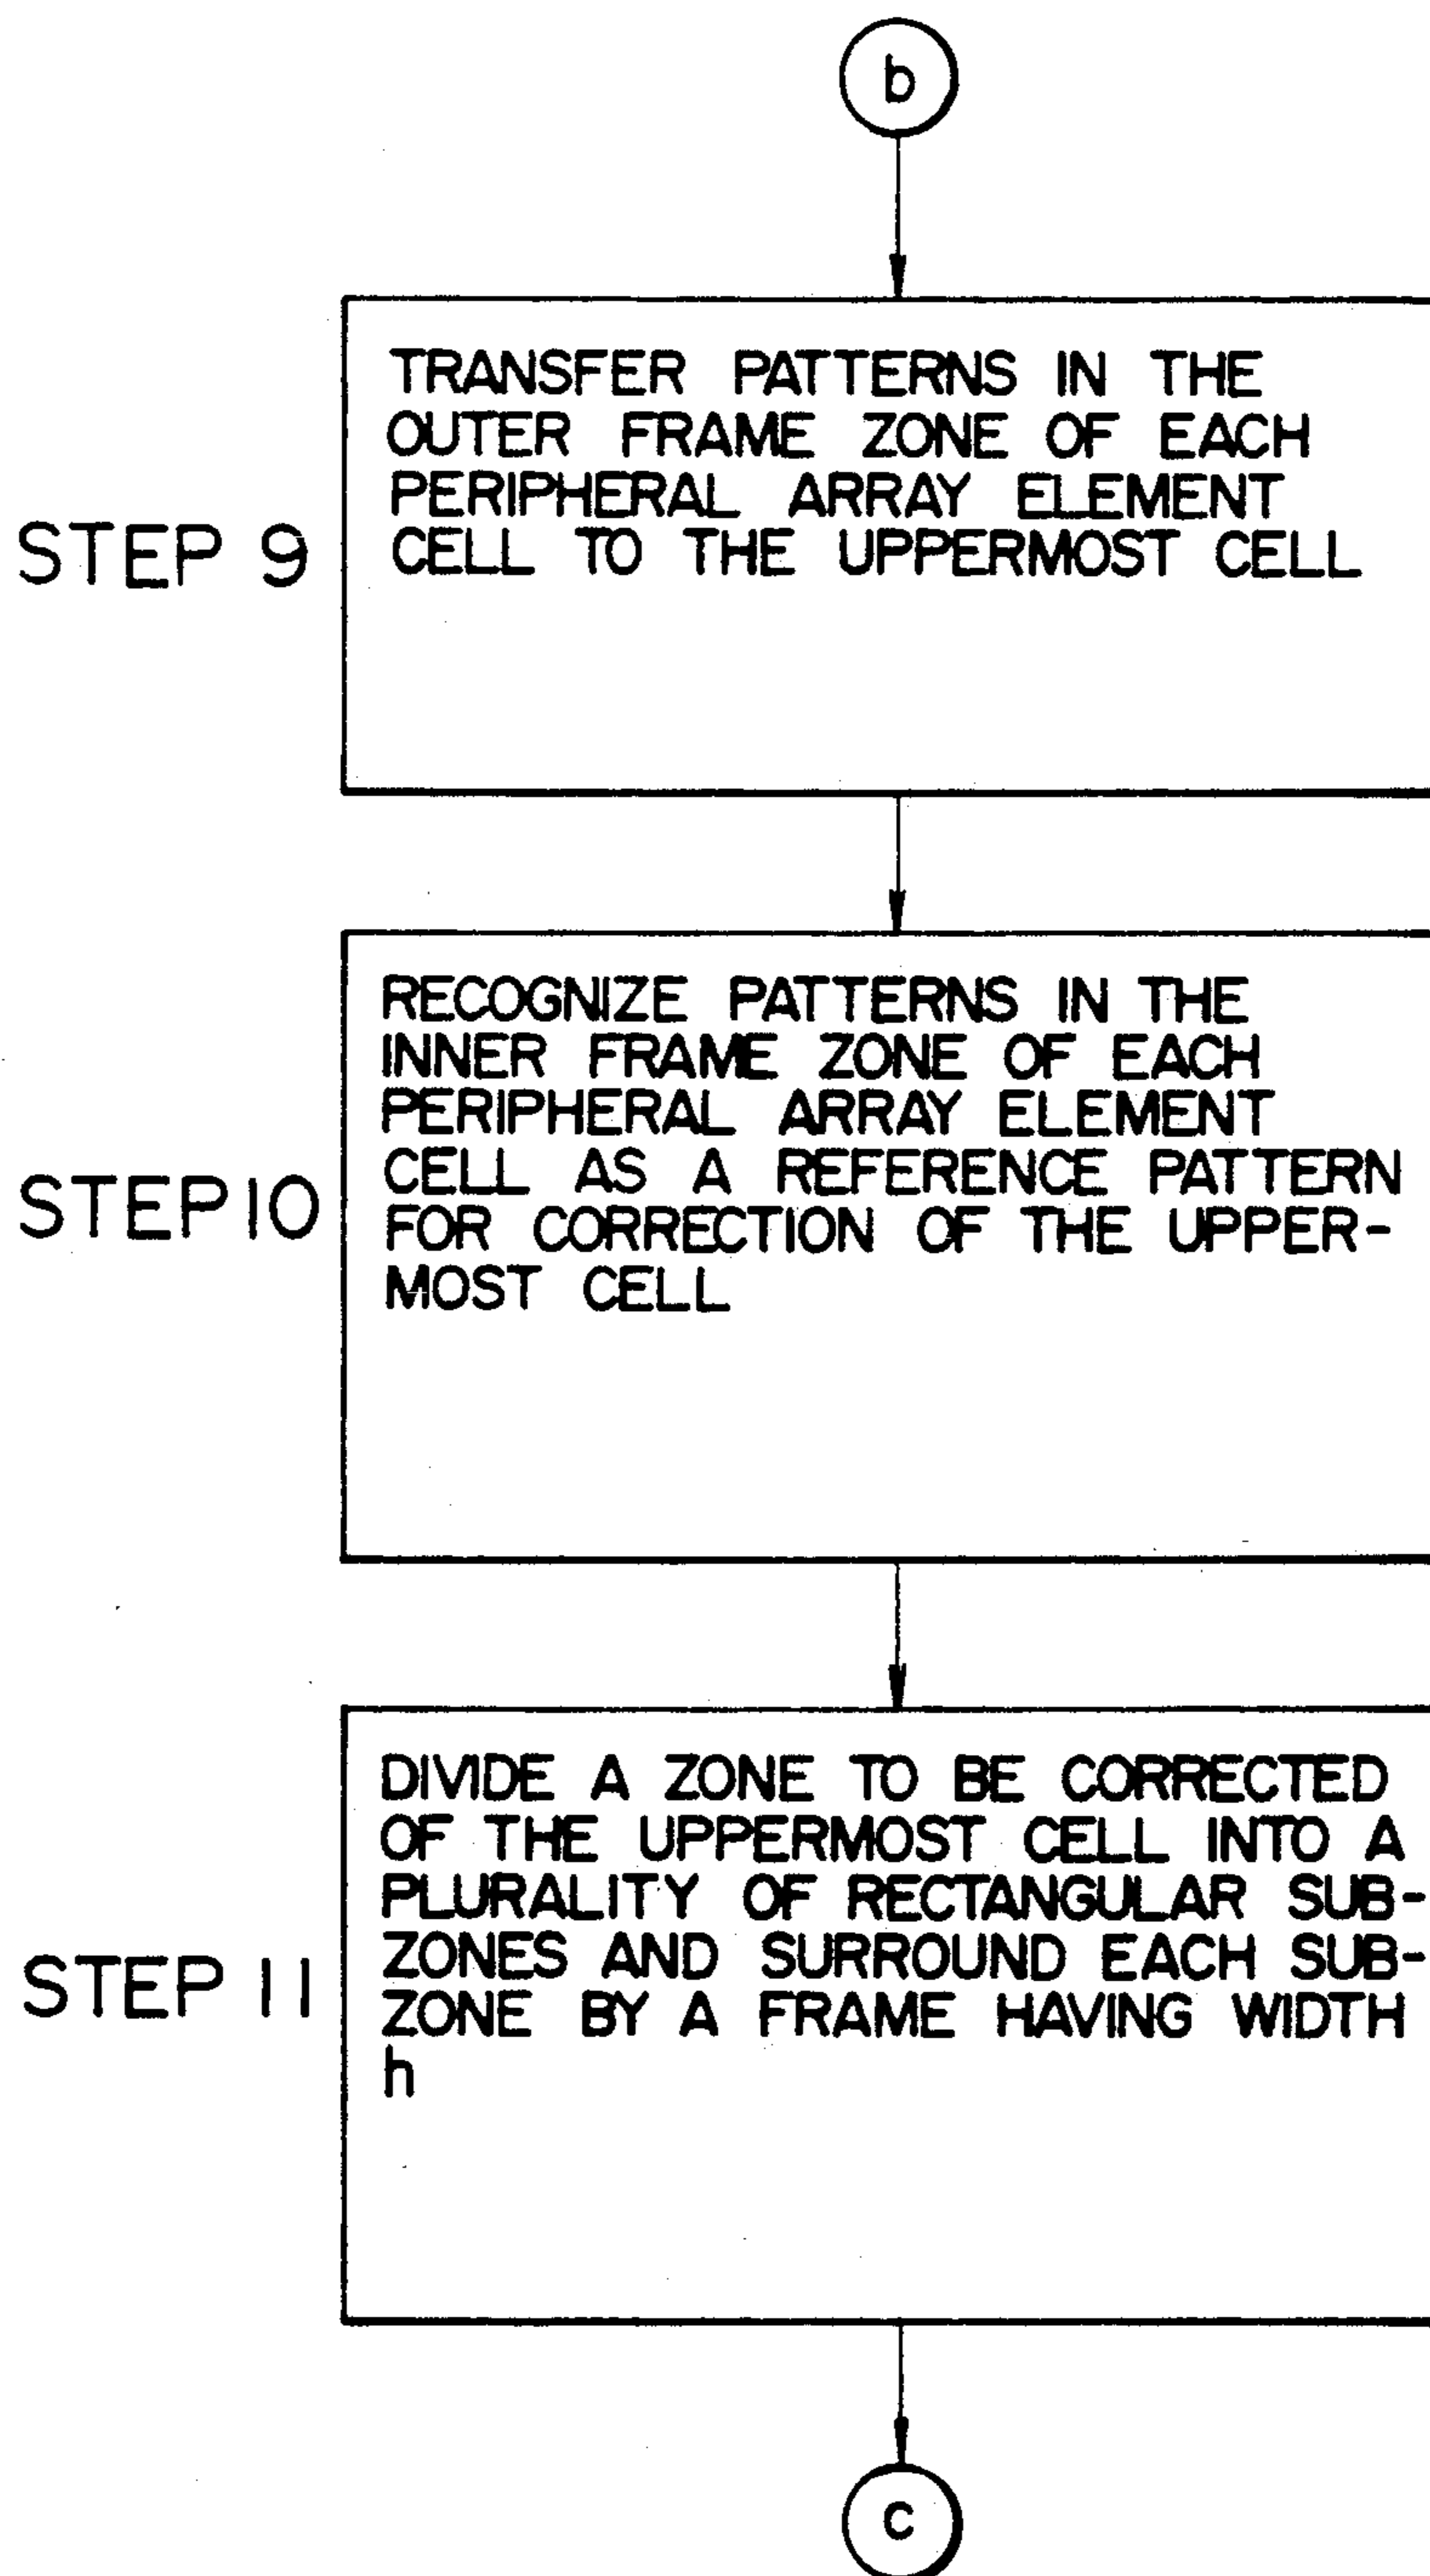 b
TRANSFER PATTERNS IN THE
OUTER FRAME ZONE OF EACH
PERIPHERAL ARRAY ELEMENT
CELL TO THE UPPERMOST CELL
STEP 9
RECOGNIZE PATTERNS IN THE
INNER FRAME ZONE OF EACH
PERIPHERAL ARRAY ELEMENT
CELL AS A REFERENCE PATTERN
FOR CORRECTION OF THE UPPER-
MOST CELL
STEP 10
DIVIDE A ZONE TO BE CORRECTED
OF THE UPPERMOST CELL INTO A
PLURALITY OF RECTANGULAR SUB-
ZONES AND SURROUND EACH SUB-
ZONE BY A FRAME HAVING WIDTH
h
STEP 11
c